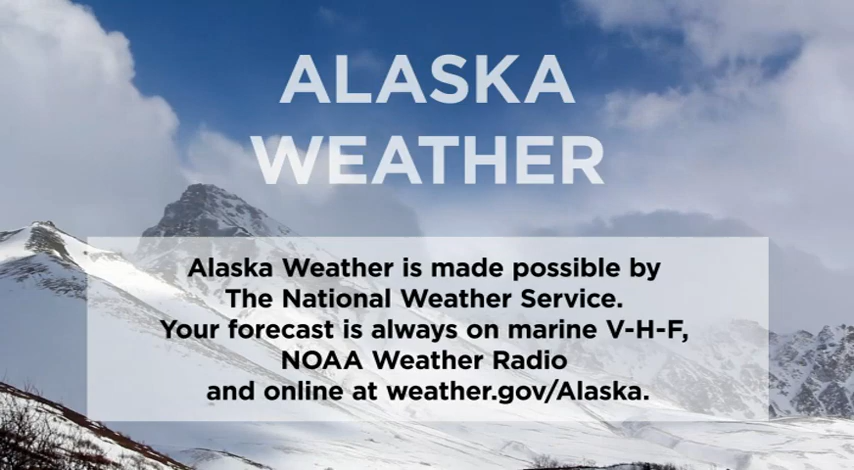 ALASKA
WEATHER
Alaska Weather is made possible by
The National Weather Service.
Your forecast is always on marine V-H-F,
NOAA Weather Radio
and online at weather.gov/Alaska.